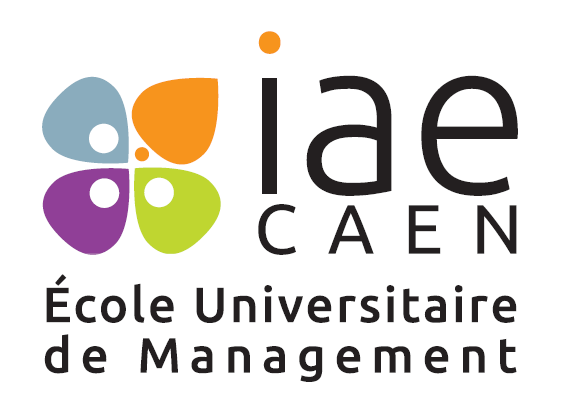 iae
CAEN
École Universitaire
de Management